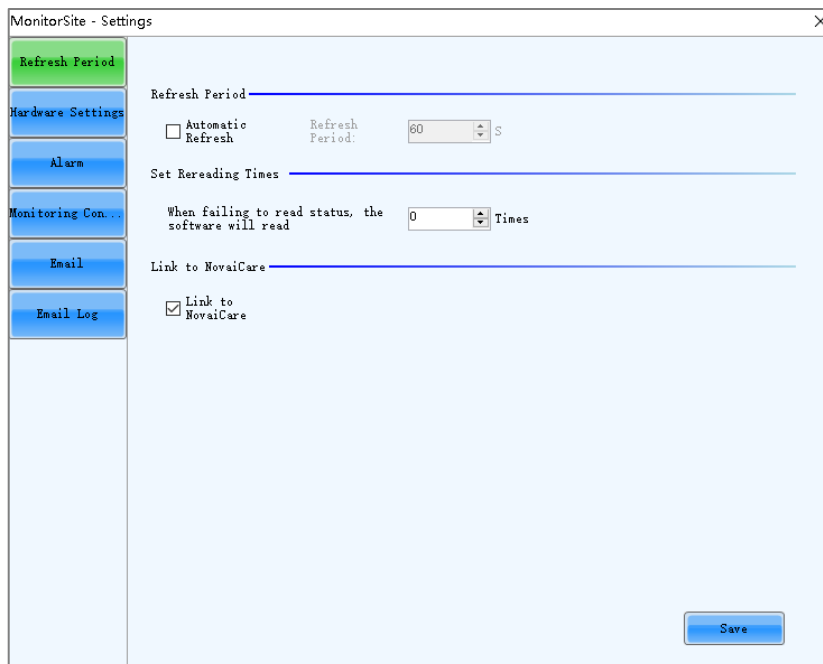 MonitorSite - Settings
Refresh Period
Hardware Settings
Alarm
Monitoring Con...
Email
Email Log
Refresh Period
Automatic
Refresh
Refresh
Period:
60
S
Set Rereading Times
When failing to read status, the
software will read
0
Times
Link to NovaiCare
Link to
NovaiCare
Save